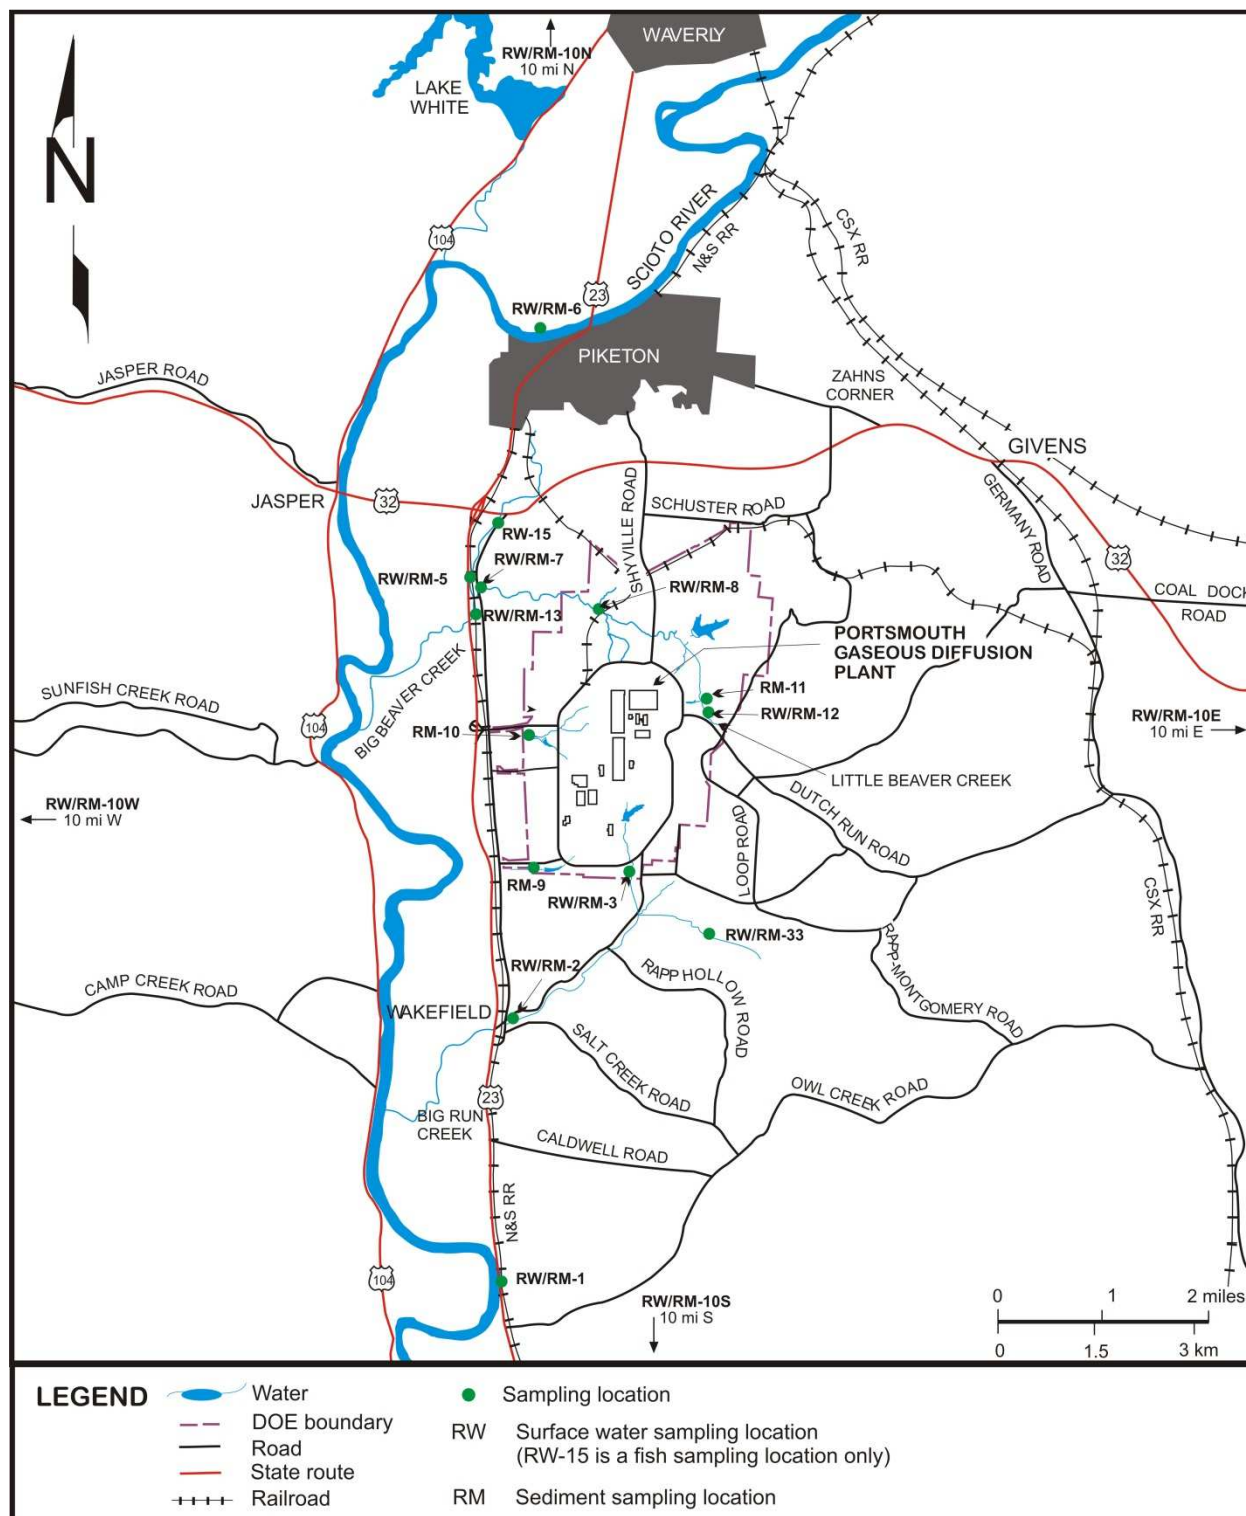 WAVERLY
RW/RM-10N
10 mi N
LAKE
WHITE
N
SCIOTO RIVER
N&S RR
CSX RR
104
23
RW/RM-6
PIKETON
JASPER ROAD
ZAHNS
CORNER
GIVENS
JASPER
32
SHYVILLE ROAD
SCHUSTER ROAD
GERMANY ROAD
RW-15
RW/RM-7
RW/RM-5
RW/RM-8
32
COAL DOCK
ROAD
RW/RM-13
PORTSMOUTH
GASEOUS DIFFUSION
PLANT
BIG BEAVER CREEK
SUNFISH CREEK ROAD
RM-11
RW/RM-12
104
RM-10
RW/RM-10E
10 mi E
LITTLE BEAVER CREEK
RW/RM-10W
10 mi W
DUTCH RUN ROAD
LOOP ROAD
RM-9
RW/RM-3
CSX RR
RW/RM-33
RW/RM-2
RAPP HOLLOW ROAD
RAPP-MONTGOMERY ROAD
CAMP CREEK ROAD
WAKEFIELD
SALT CREEK ROAD
OWL CREEK ROAD
23
BIG RUN
CREEK
CALDWELL ROAD
N&S RR
104
RW/RM-1
RW/RM-10S
10 mi S
0 1 2 miles
0 1.5 3 km
LEGEND
Water
DOE boundary
Road
State route
Railroad
Sampling location
RW Surface water sampling location
(RW-15 is a fish sampling location only)
RM Sediment sampling location